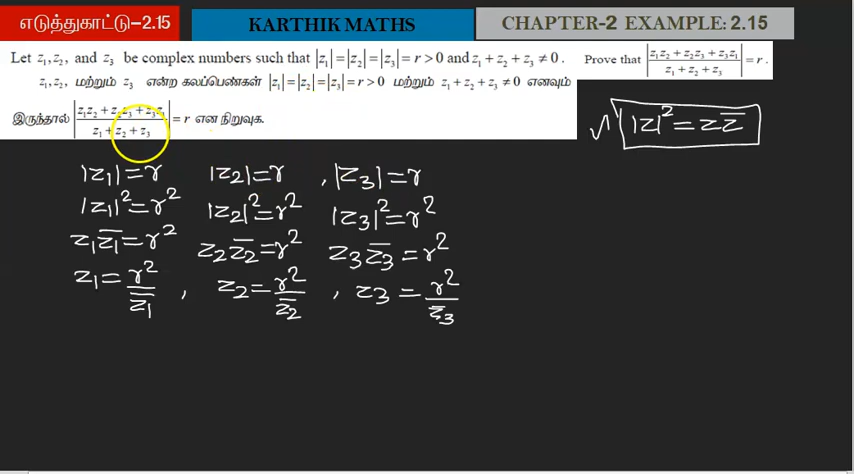 எடுத்துகாட்டு-2.15 KARTHIK MATHS CHAPTER-2 EXAMPLE: 2.15
Let z₁, z₂, and z₃ be complex numbers such that |z₁| = |z₂| = |z₃| = r > 0 and z₁ + z₂ + z₃ ≠ 0. Prove that |(z₁z₂ + z₂z₃ + z₃z₁)/(z₁ + z₂ + z₃)| = r.
z₁, z₂, மற்றும் z₃ என்ற கலப்பெண்கள் |z₁| = |z₂| = |z₃| = r > 0 மற்றும் z₁ + z₂ + z₃ ≠ 0 எனவும்
இருந்தால் |(z₁z₂ + z₂z₃ + z₃z₁)/(z₁ + z₂ + z₃)| = r என நிறுவுக.
|z|² = z z̅
|z₁| = r |z₂| = r , |z₃| = r
|z₁|² = r² |z₂|² = r² |z₃|² = r²
z₁ z̅₁ = r² z₂ z̅₂ = r² z₃ z̅₃ = r²
z₁ = r²/z̅₁ , z₂ = r²/z̅₂ , z₃ = r²/z̅₃